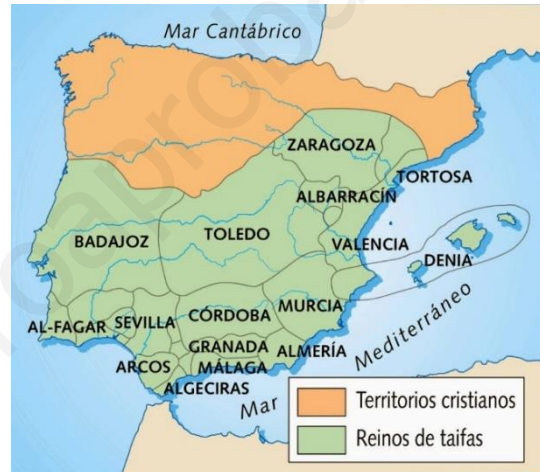 Mar Cantábrico
ZARAGOZA
TORTOSA
ALBARRACÍN
BADAJOZ
TOLEDO
VALENCIA
DENIA
MURCIA
CÓRDOBA
AL-FAGAR
SEVILLA
GRANADA
ALMERÍA
ARCOS
MÁLAGA
ALGECIRAS
Mar Mediterráneo
Territorios cristianos
Reinos de taifas